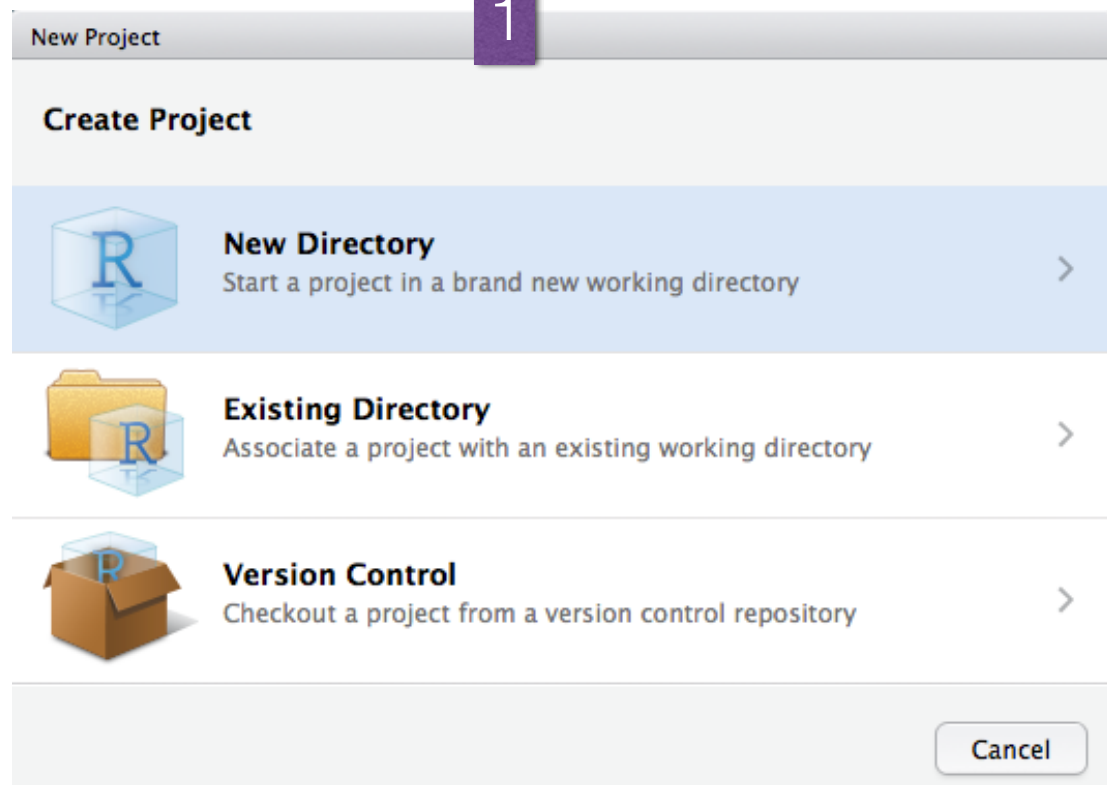 1
New Project
Create Project
R
New Directory
Start a project in a brand new working directory
R
Existing Directory
Associate a project with an existing working directory
R
Version Control
Checkout a project from a version control repository
Cancel